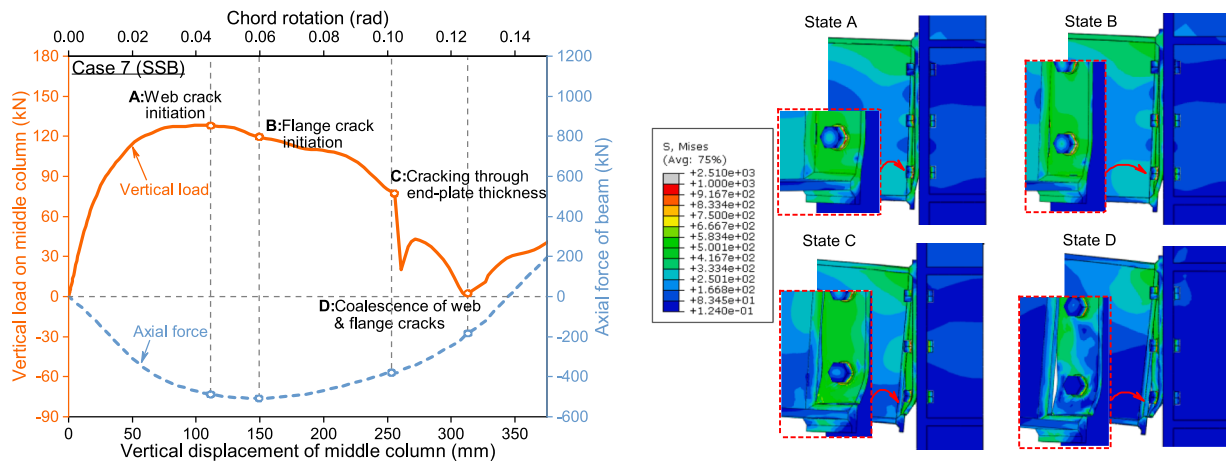 Chord rotation (rad)
0.00 0.02 0.04 0.06 0.08 0.10 0.12 0.14
180
150
120
90
60
30
0
-30
-60
-90
Vertical load on middle column (kN)
Case 7 (SSB)
A:Web crack
initiation
B:Flange crack
initiation
C:Cracking through
end-plate thickness
Vertical load
D:Coalescence of web
& flange cracks
Axial force
1200
1000
800
600
400
200
0
-200
-400
-600
Axial force of beam (kN)
0 50 100 150 200 250 300 350
Vertical displacement of middle column (mm)
State A
State B
S, Mises
(Avg: 75%)
+2.510e+03
+1.000e+03
+9.167e+02
+8.334e+02
+7.500e+02
+6.667e+02
+5.834e+02
+5.001e+02
+4.167e+02
+3.334e+02
+2.501e+02
+1.668e+02
+8.345e+01
+1.240e-01
State C
State D